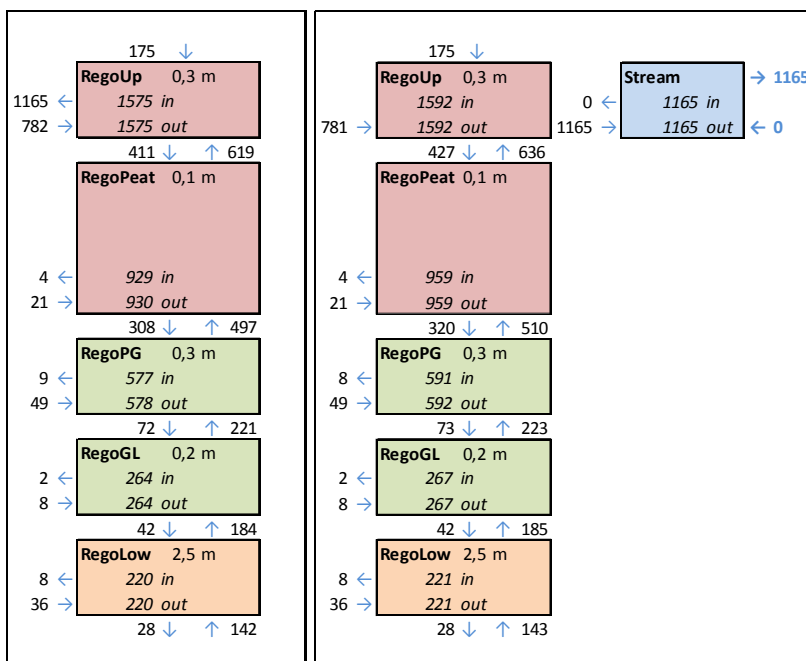 175 ↓
RegoUp 0,3 m
1165 ← 1575 in
782 → 1575 out
411 ↓ ↑ 619
RegoPeat 0,1 m
4 ← 929 in
21 → 930 out
308 ↓ ↑ 497
RegoPG 0,3 m
9 ← 577 in
49 → 578 out
72 ↓ ↑ 221
RegoGL 0,2 m
2 ← 264 in
8 → 264 out
42 ↓ ↑ 184
RegoLow 2,5 m
8 ← 220 in
36 → 220 out
28 ↓ ↑ 142
175 ↓
RegoUp 0,3 m
1592 in
781 → 1592 out
427 ↓ ↑ 636
RegoPeat 0,1 m
4 ← 959 in
21 → 959 out
320 ↓ ↑ 510
RegoPG 0,3 m
8 ← 591 in
49 → 592 out
73 ↓ ↑ 223
RegoGL 0,2 m
2 ← 267 in
8 → 267 out
42 ↓ ↑ 185
RegoLow 2,5 m
8 ← 221 in
36 → 221 out
28 ↓ ↑ 143
Stream → 1165
0 ← 1165 in
1165 → 1165 out ← 0